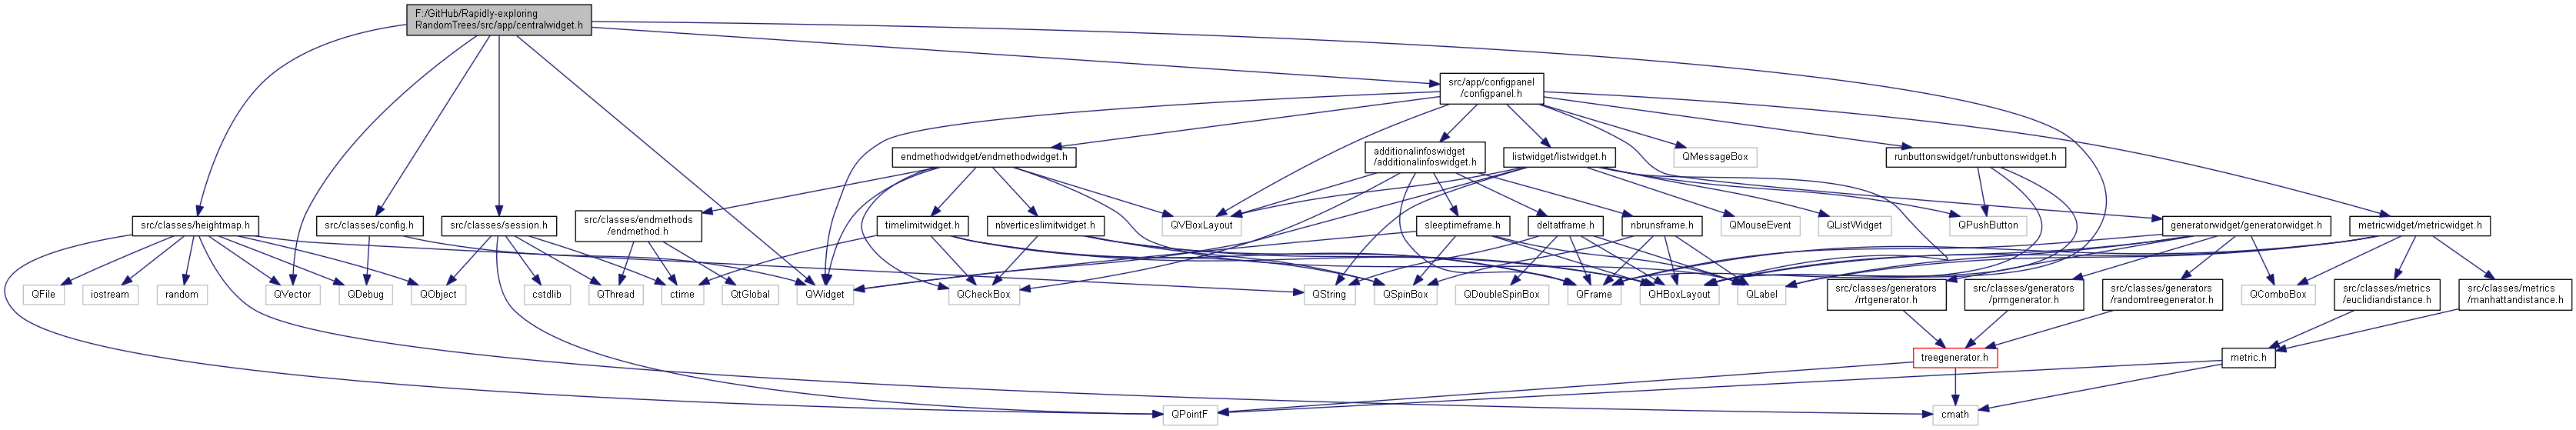 F:/GitHub/Rapidly-exploring
RandomTrees/src/app/centralwidget.h
src/app/configpanel
/configpanel.h
endmethodwidget/endmethodwidget.h
additionalinfoswidget
/additionalinfoswidget.h
listwidget/listwidget.h
QMessageBox
runbuttonswidget/runbuttonswidget.h
src/classes/heightmap.h
src/classes/config.h
src/classes/session.h
src/classes/endmethods
/endmethod.h
timelimitwidget.h
nbverticeslimitwidget.h
QVBoxLayout
sleeptimeframe.h
deltatframe.h
nbrunsframe.h
QMouseEvent
QListWidget
QPushButton
generatorwidget/generatorwidget.h
metricwidget/metricwidget.h
QFile
iostream
random
QVector
QDebug
QObject
cstdlib
QThread
ctime
QtGlobal
QWidget
QCheckBox
QString
QSpinBox
QDoubleSpinBox
QFrame
QHBoxLayout
QLabel
src/classes/generators
/rrtgenerator.h
src/classes/generators
/prmgenerator.h
src/classes/generators
/randomtreegenerator.h
QComboBox
src/classes/metrics
/euclidiandistance.h
src/classes/metrics
/manhattandistance.h
treegenerator.h
metric.h
QPointF
cmath